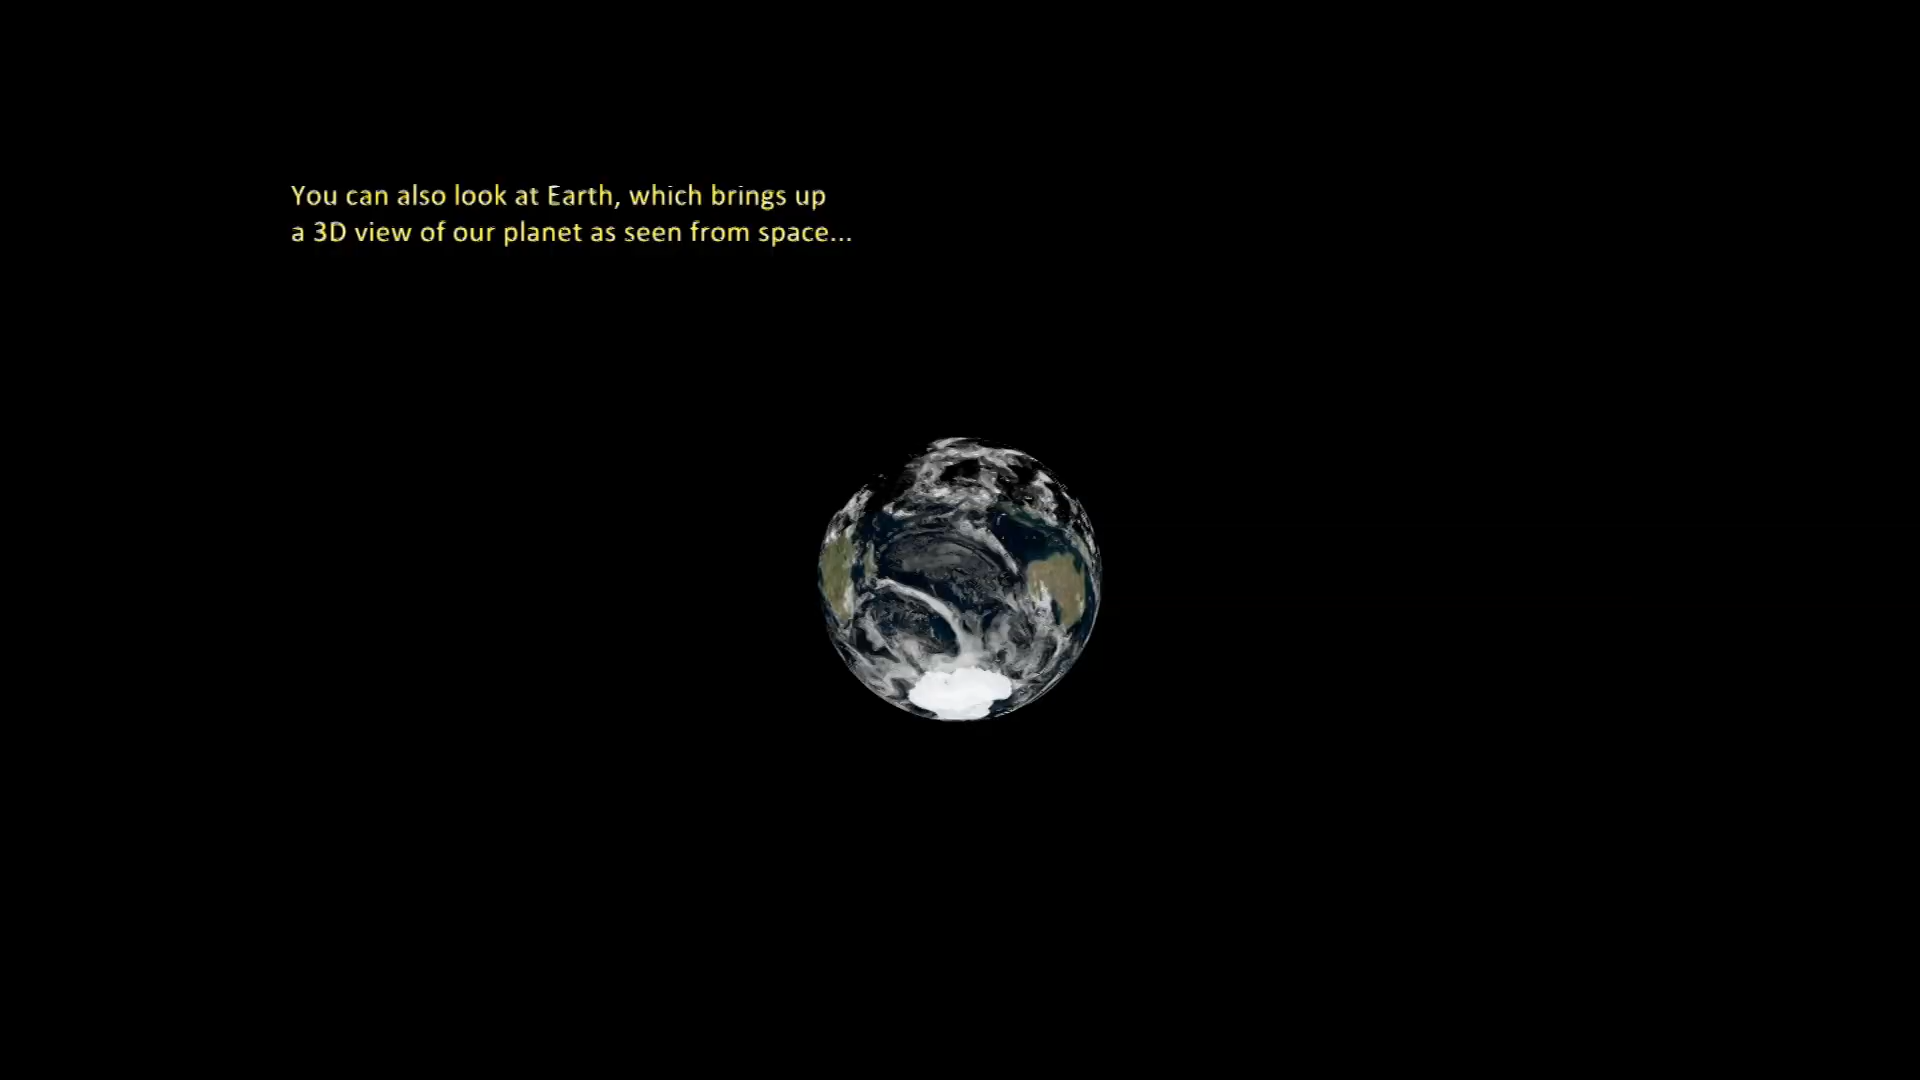 You can also look at Earth, which brings up
a 3D view of our planet as seen from space...